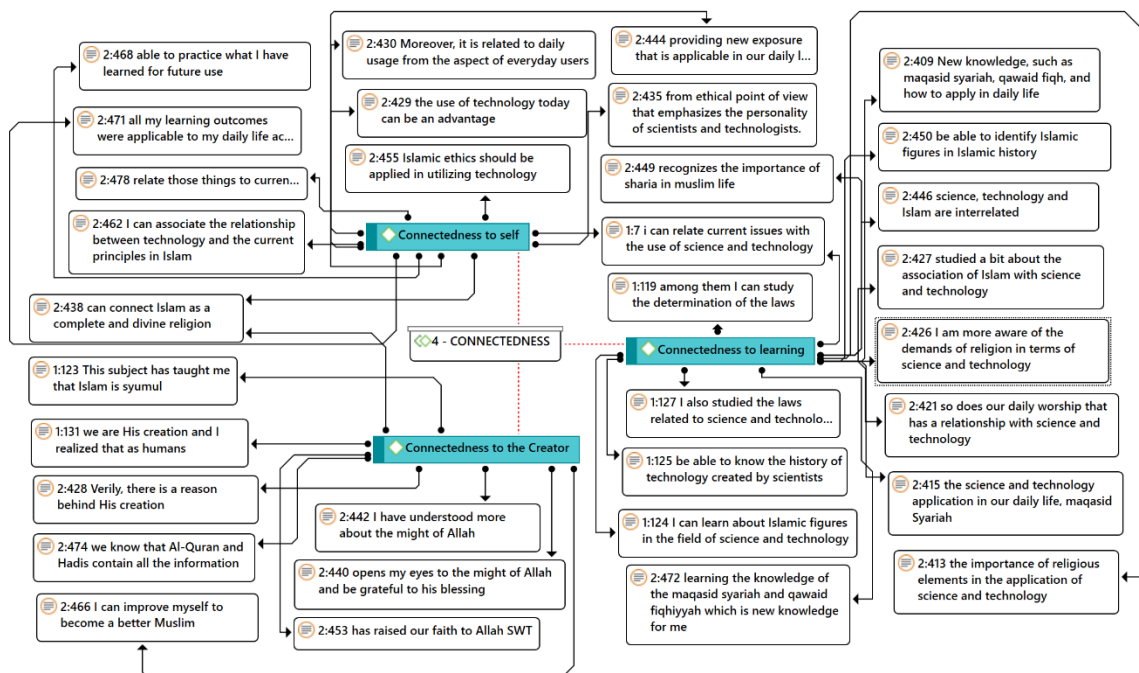 2:468 able to practice what I have
learned for future use
2:471 all my learning outcomes
were applicable to my daily life ac...
2:478 relate those things to curren...
2:462 I can associate the relationship
between technology and the current
principles in Islam
2:438 can connect Islam as a
complete and divine religion
1:123 This subject has taught me
that Islam is syumul
1:131 we are His creation and I
realized that as humans
2:428 Verily, there is a reason
behind His creation
2:474 we know that Al-Quran and
Hadis contain all the information
2:466 I can improve myself to
become a better Muslim
2:430 Moreover, it is related to daily
usage from the aspect of everyday
users
2:429 the use of technology today
can be an advantage
2:455 Islamic ethics should be
applied in utilizing technology
Connectedness to self
4 - CONNECTEDNESS
Connectedness to the Creator
2:442 I have understood more
about the might of Allah
2:440 opens my eyes to the might of Allah
and be grateful to his blessing
2:453 has raised our faith to Allah SWT
2:444 providing new exposure
that is applicable in our daily l...
2:435 from ethical point of view
that emphasizes the personality
of scientists and technologists.
2:449 recognizes the importance of
sharia in muslim life
1:7 i can relate current issues with
the use of science and technology
1:119 among them I can study
the determination of the laws
Connectedness to learning
1:127 I also studied the laws
related to science and technolo...
1:125 be able to know the history of
technology created by scientists
1:124 I can learn about Islamic figures
in the field of science and technology
2:472 learning the knowledge of
the maqasid syariah and qawaid
fiqhiyyah which is new knowledge
for me
2:409 New knowledge, such as
maqasid syariah, qawaid fiqh, and
how to apply in daily life
2:450 be able to identify Islamic
figures in Islamic history
2:446 science, technology and
Islam are interrelated
2:427 studied a bit about the
association of Islam with science
and technology
2:426 I am more aware of the
demands of religion in terms of
science and technology
2:421 so does our daily worship that
has a relationship with science and
technology
2:415 the science and technology
application in our daily life, maqasid
Syariah
2:413 the importance of religious
elements in the application of
science and technology